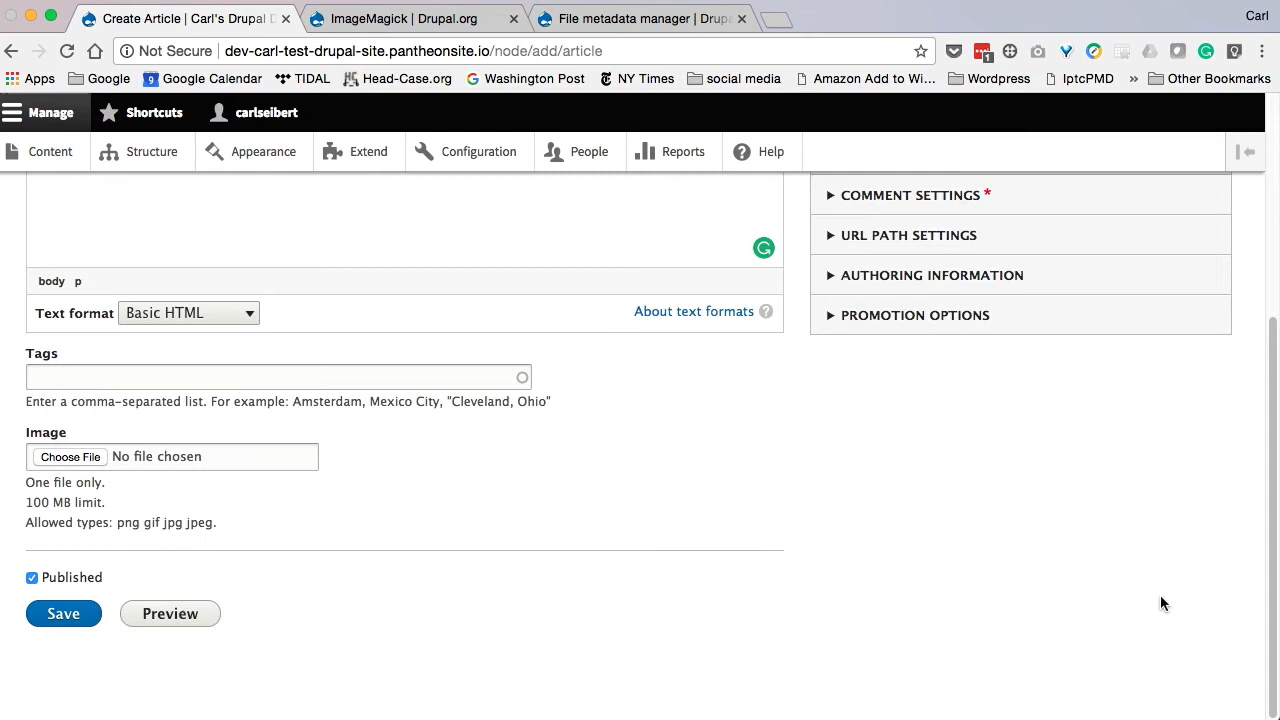 Create Article | Carl's Drupal D
ImageMagick | Drupal.org
File metadata manager | Drupa
Carl
Not Secure
dev-carl-test-drupal-site.pantheonsite.io/node/add/article
1
Apps
Google
9
Google Calendar
TIDAL
Head-Case.org
Washington Post
NY Times
social media
Amazon Add to Wi...
Wordpress
IptcPMD
»
Other Bookmarks
Manage
Shortcuts
carlseibert
Content
Structure
Appearance
Extend
Configuration
People
Reports
Help
COMMENT SETTINGS *
URL PATH SETTINGS
AUTHORING INFORMATION
PROMOTION OPTIONS
body p
Text format
Basic HTML
About text formats ?
Tags
Enter a comma-separated list. For example: Amsterdam, Mexico City, "Cleveland, Ohio"
Image
Choose File No file chosen
One file only.
100 MB limit.
Allowed types: png gif jpg jpeg.
Published
Save
Preview